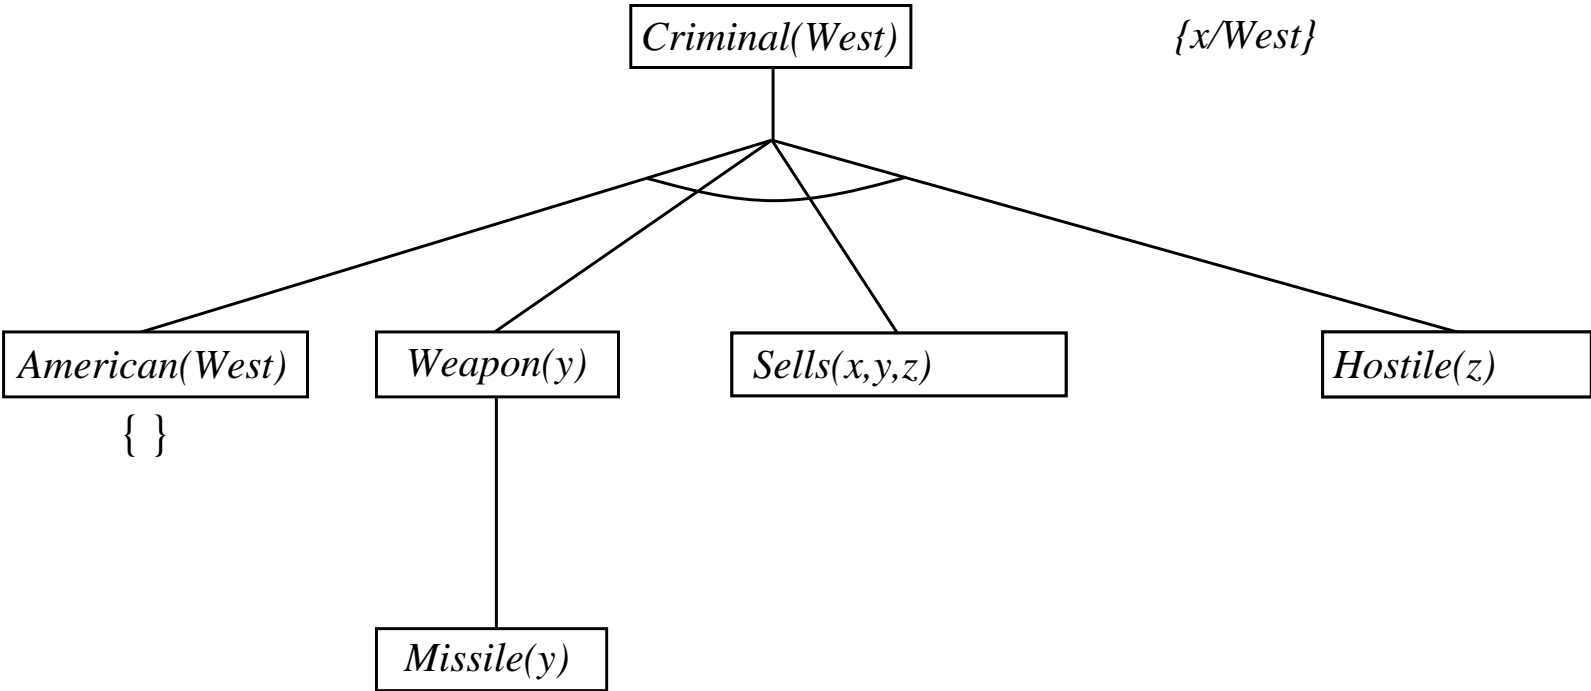 Criminal(West)
{x/West}
American(West)
Weapon(y)
Sells(x,y,z)
Hostile(z)
{ }
Missile(y)